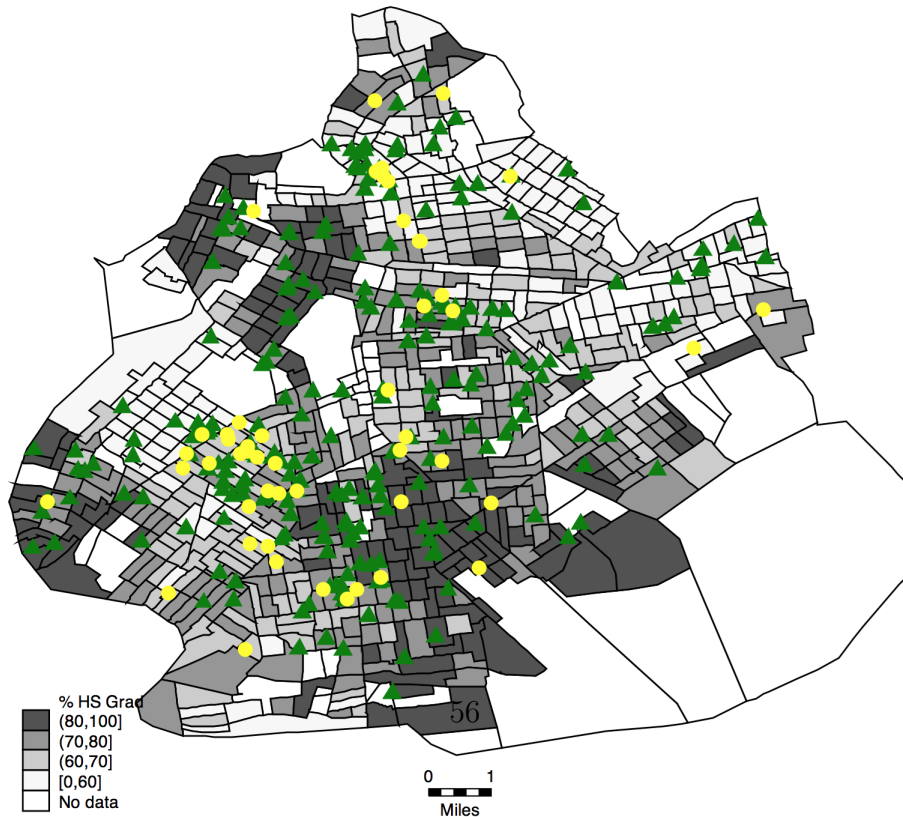 56
% HS Grad
(80,100]
(70,80]
(60,70]
[0,60]
No data
0 1
Miles